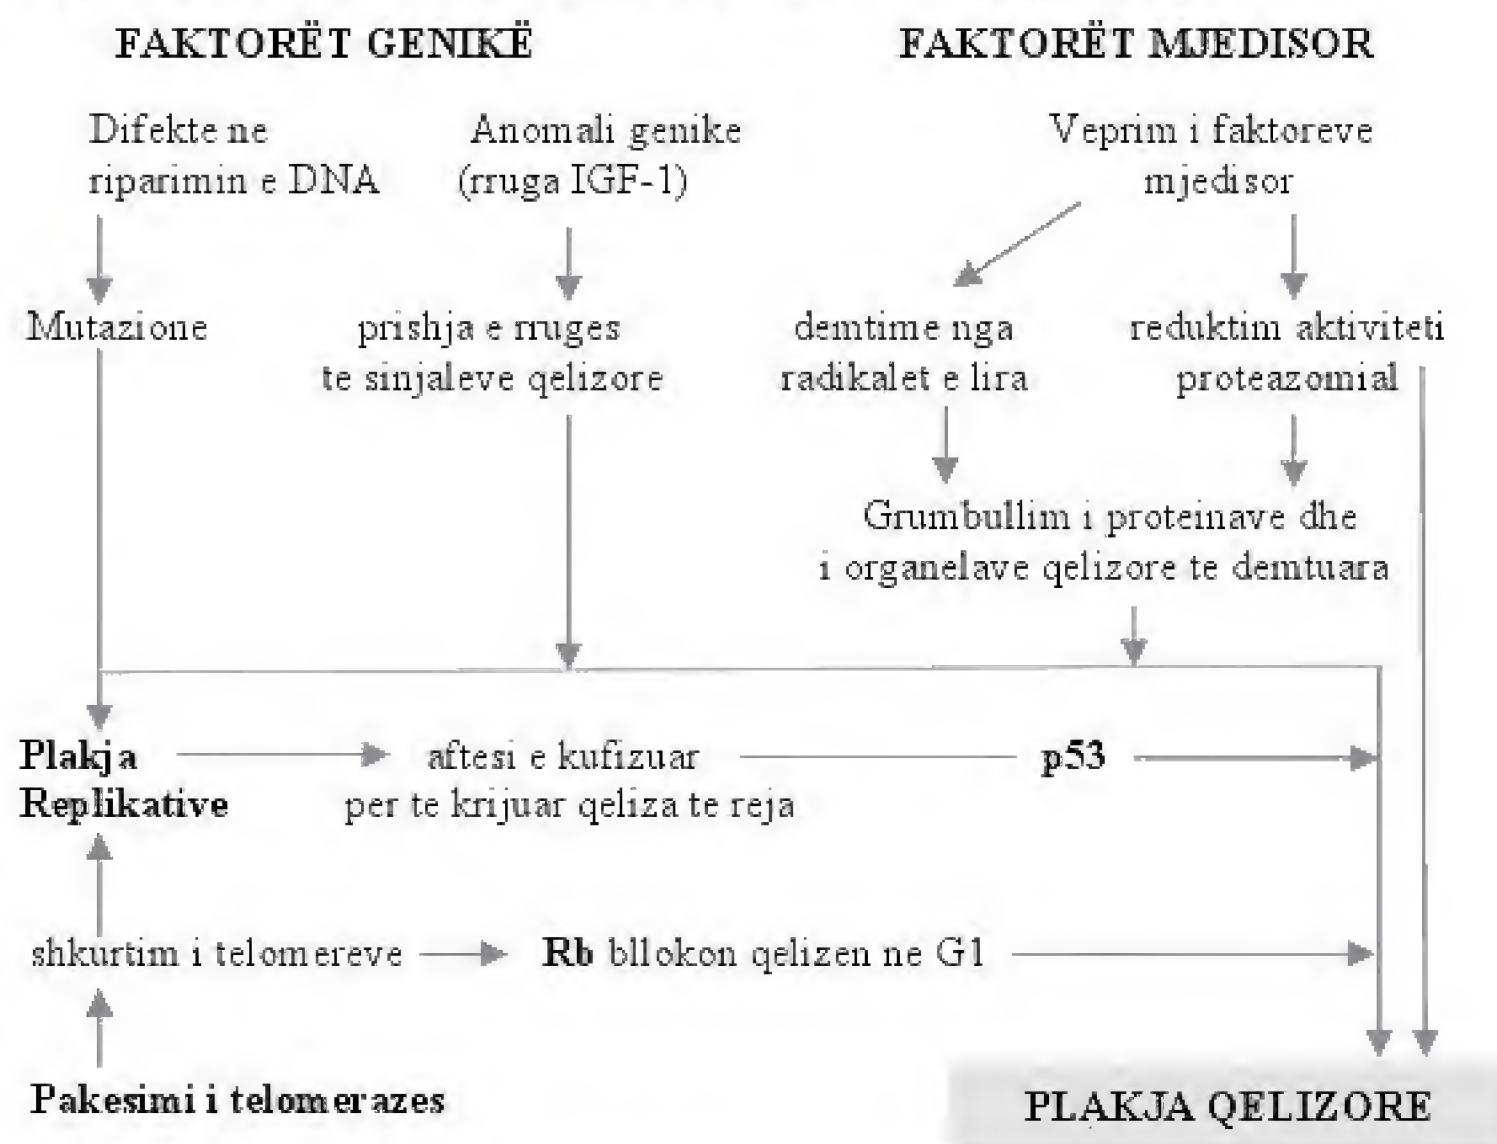 FAKTORËT GENIKË
FAKTORËT MJEDISOR
Difekte ne
riparimin e DNA
Anomali genike
(rruga IGF-1)
Veprim i faktoreve
mjedisor
Mutazione
prishja e rruges
te sinjaleve qelizore
demtime nga
radikalet e lira
reduktim aktiviteti
proteazomial
Grumbullim i proteinave dhe
i organelave qelizore te demtuara
Plakja
Replikative
aftesi e kufizuar
per te krijuar qeliza te reja
p53
shkurtim i telomereve
Rb bllokon qelizen ne G1
Pakesimi i telomerazes
PLAKJA QELIZORE